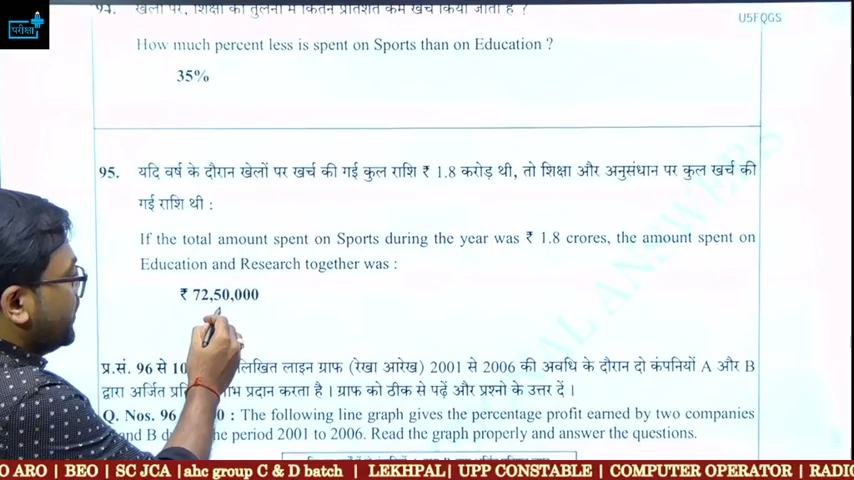 परीक्षा
U5FQGS
94. खेलों पर, शिक्षा की तुलना में कितने प्रतिशत कम खर्च किया जाता है ?
How much percent less is spent on Sports than on Education ?
35%
95. यदि वर्ष के दौरान खेलों पर खर्च की गई कुल राशि ₹ 1.8 करोड़ थी, तो शिक्षा और अनुसंधान पर कुल खर्च की
गई राशि थी :
If the total amount spent on Sports during the year was ₹ 1.8 crores, the amount spent on
Education and Research together was :
₹ 72,50,000
प्र.सं. 96 से 10 लिखित लाइन ग्राफ (रेखा आरेख) 2001 से 2006 की अवधि के दौरान दो कंपनियों A और B
द्वारा अर्जित प्रति भ प्रदान करता है । ग्राफ को ठीक से पढ़ें और प्रश्नो के उत्तर दें ।
Q. Nos. 96 0 : The following line graph gives the percentage profit earned by two companies
and B d he period 2001 to 2006. Read the graph properly and answer the questions.
O ARO | BEO | SC JCA |ahc group C & D batch | LEKHPAL| UPP CONSTABLE | COMPUTER OPERATOR | RADIO